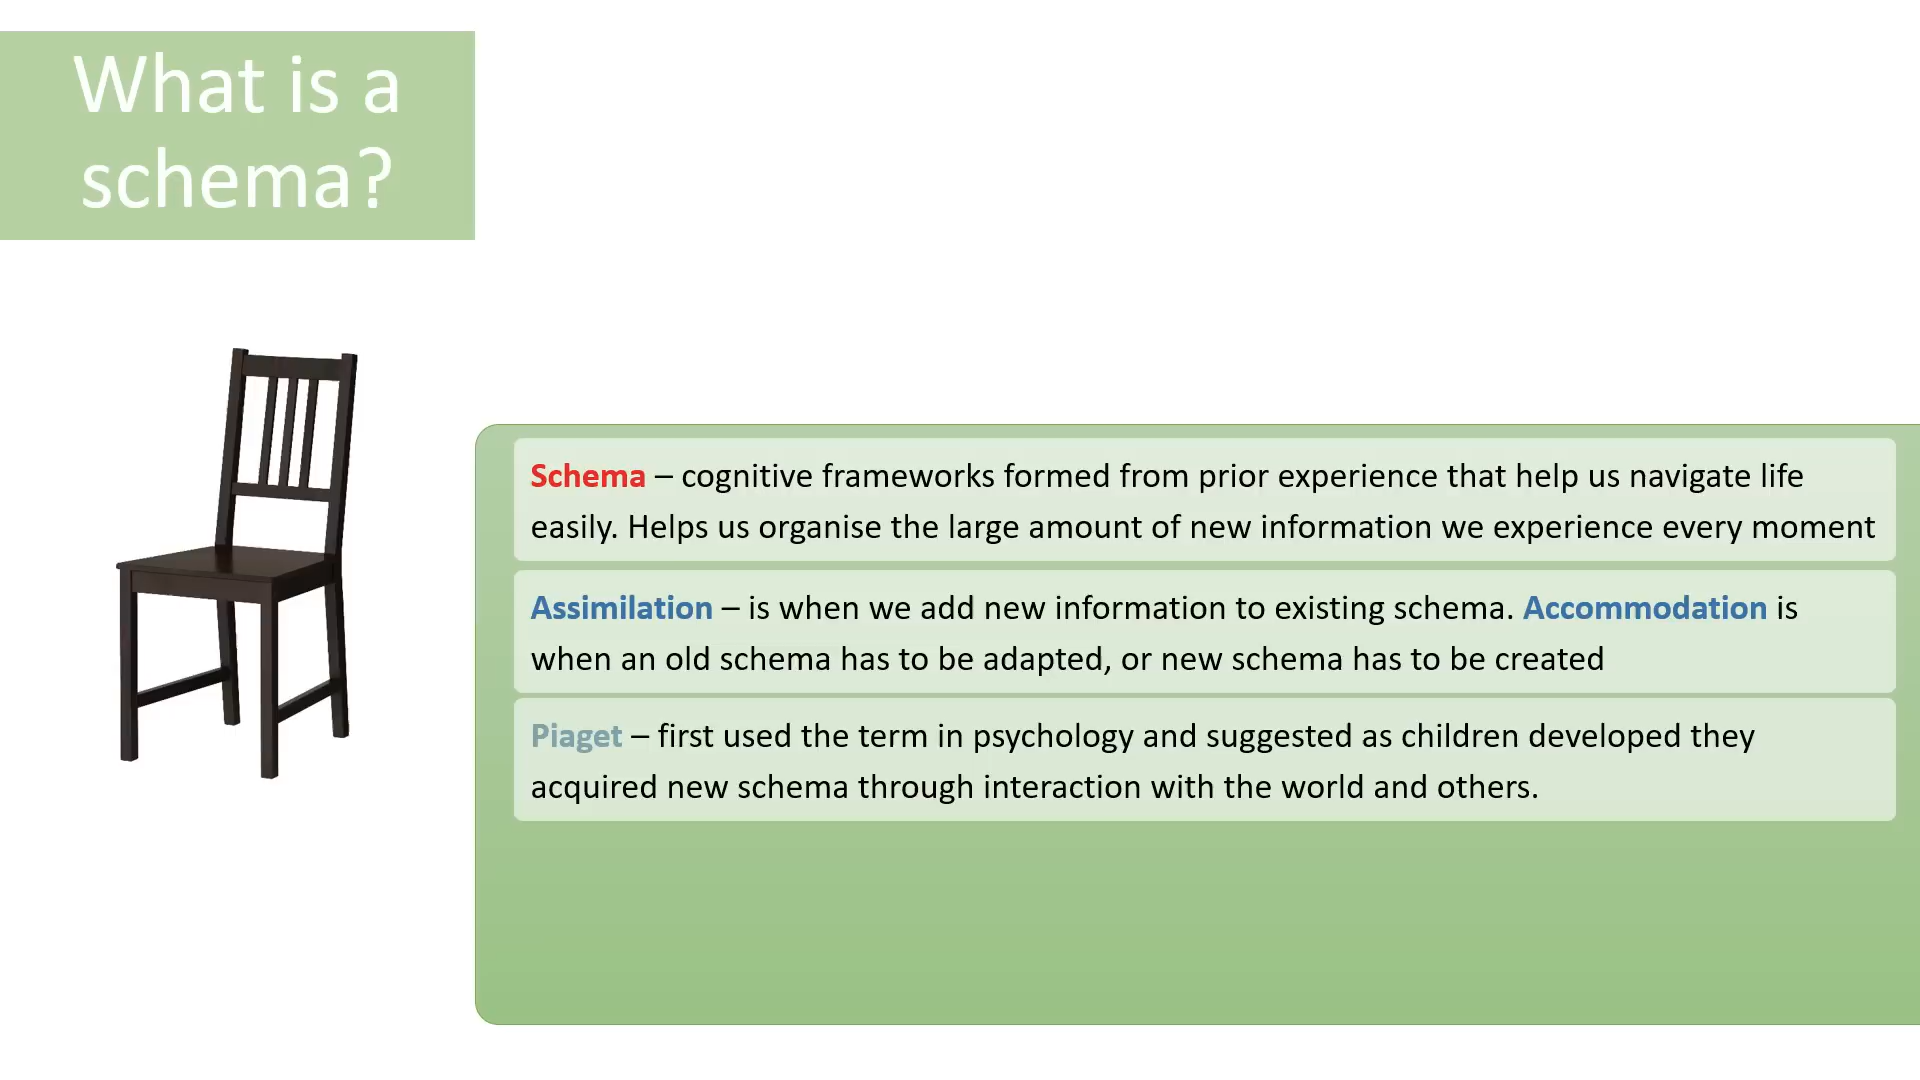 What is a
schema?
Schema – cognitive frameworks formed from prior experience that help us navigate life
easily. Helps us organise the large amount of new information we experience every moment
Assimilation – is when we add new information to existing schema. Accommodation is
when an old schema has to be adapted, or new schema has to be created
Piaget – first used the term in psychology and suggested as children developed they
acquired new schema through interaction with the world and others.